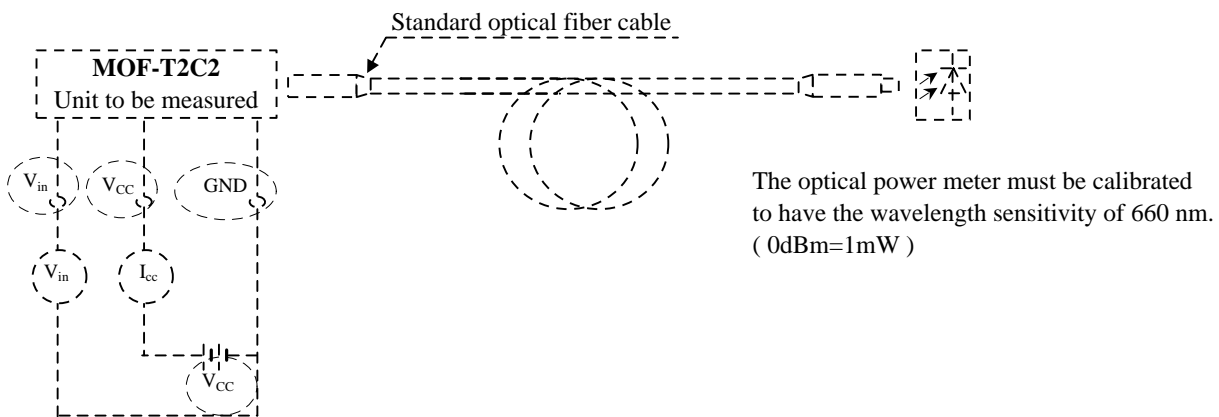 Standard optical fiber cable
MOF-T2C2
Unit to be measured
Vin
VCC
GND
The optical power meter must be calibrated
to have the wavelength sensitivity of 660 nm.
( 0dBm=1mW )
Vin
Icc
VCC